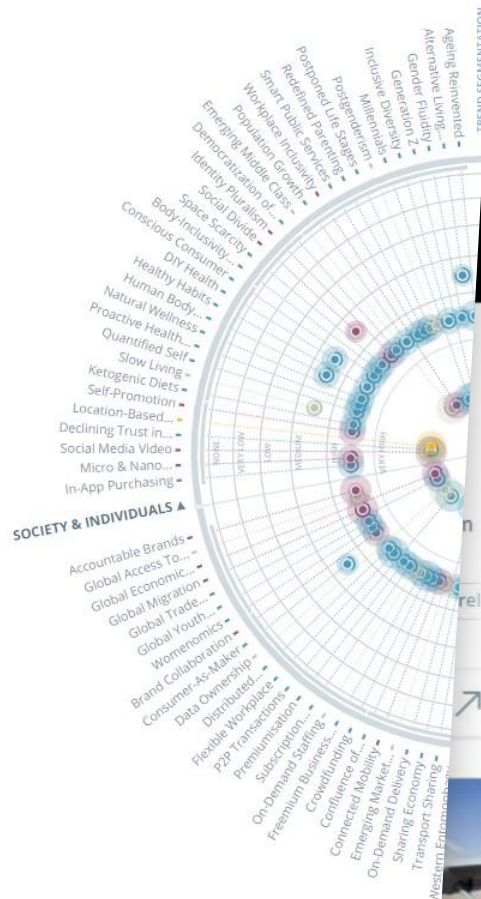 Ageing Reinvented
Alternative Living...
Gender Fluidity
Generation Z
Inclusive Diversity
Millennials
Postgenderism
Postponed Life Stages
Redefined Parenting
Smart Public Services
Workplace Inclusivity
Population Growth
Emerging Middle Class
Democratization of...
Identity Pluralism
Social Divide
Space Scarcity
Body-Inclusivity...
Conscious Consumer
DIY Health
Healthy Habits
Human Body...
Natural Wellness
Proactive Health...
Quantified Self
Slow Living
Ketogenic Diets
Self-Promotion
Location-Based...
Declining Trust in...
Social Media Video
Micro & Nano...
In-App Purchasing
NONE
VERY LOW
LOW
MEDIUM
HIGH
VERY HIGH
SOCIETY & INDIVIDUALS ▲
Accountable Brands
Global Access To...
Global Economic...
Global Migration
Global Trade...
Global Youth...
Womenomics
Brand Collaboration
Consumer-As-Maker
Data Ownership
Distributed...
Flexible Workplace
P2P Transactions
Premiumisation
Subscription...
On-Demand Staffing
Freemium Business...
Crowdfunding
Confluence of...
Connected Mobility
Emerging Market...
On-Demand Delivery
Sharing Economy
Transport Sharing
Western
rel